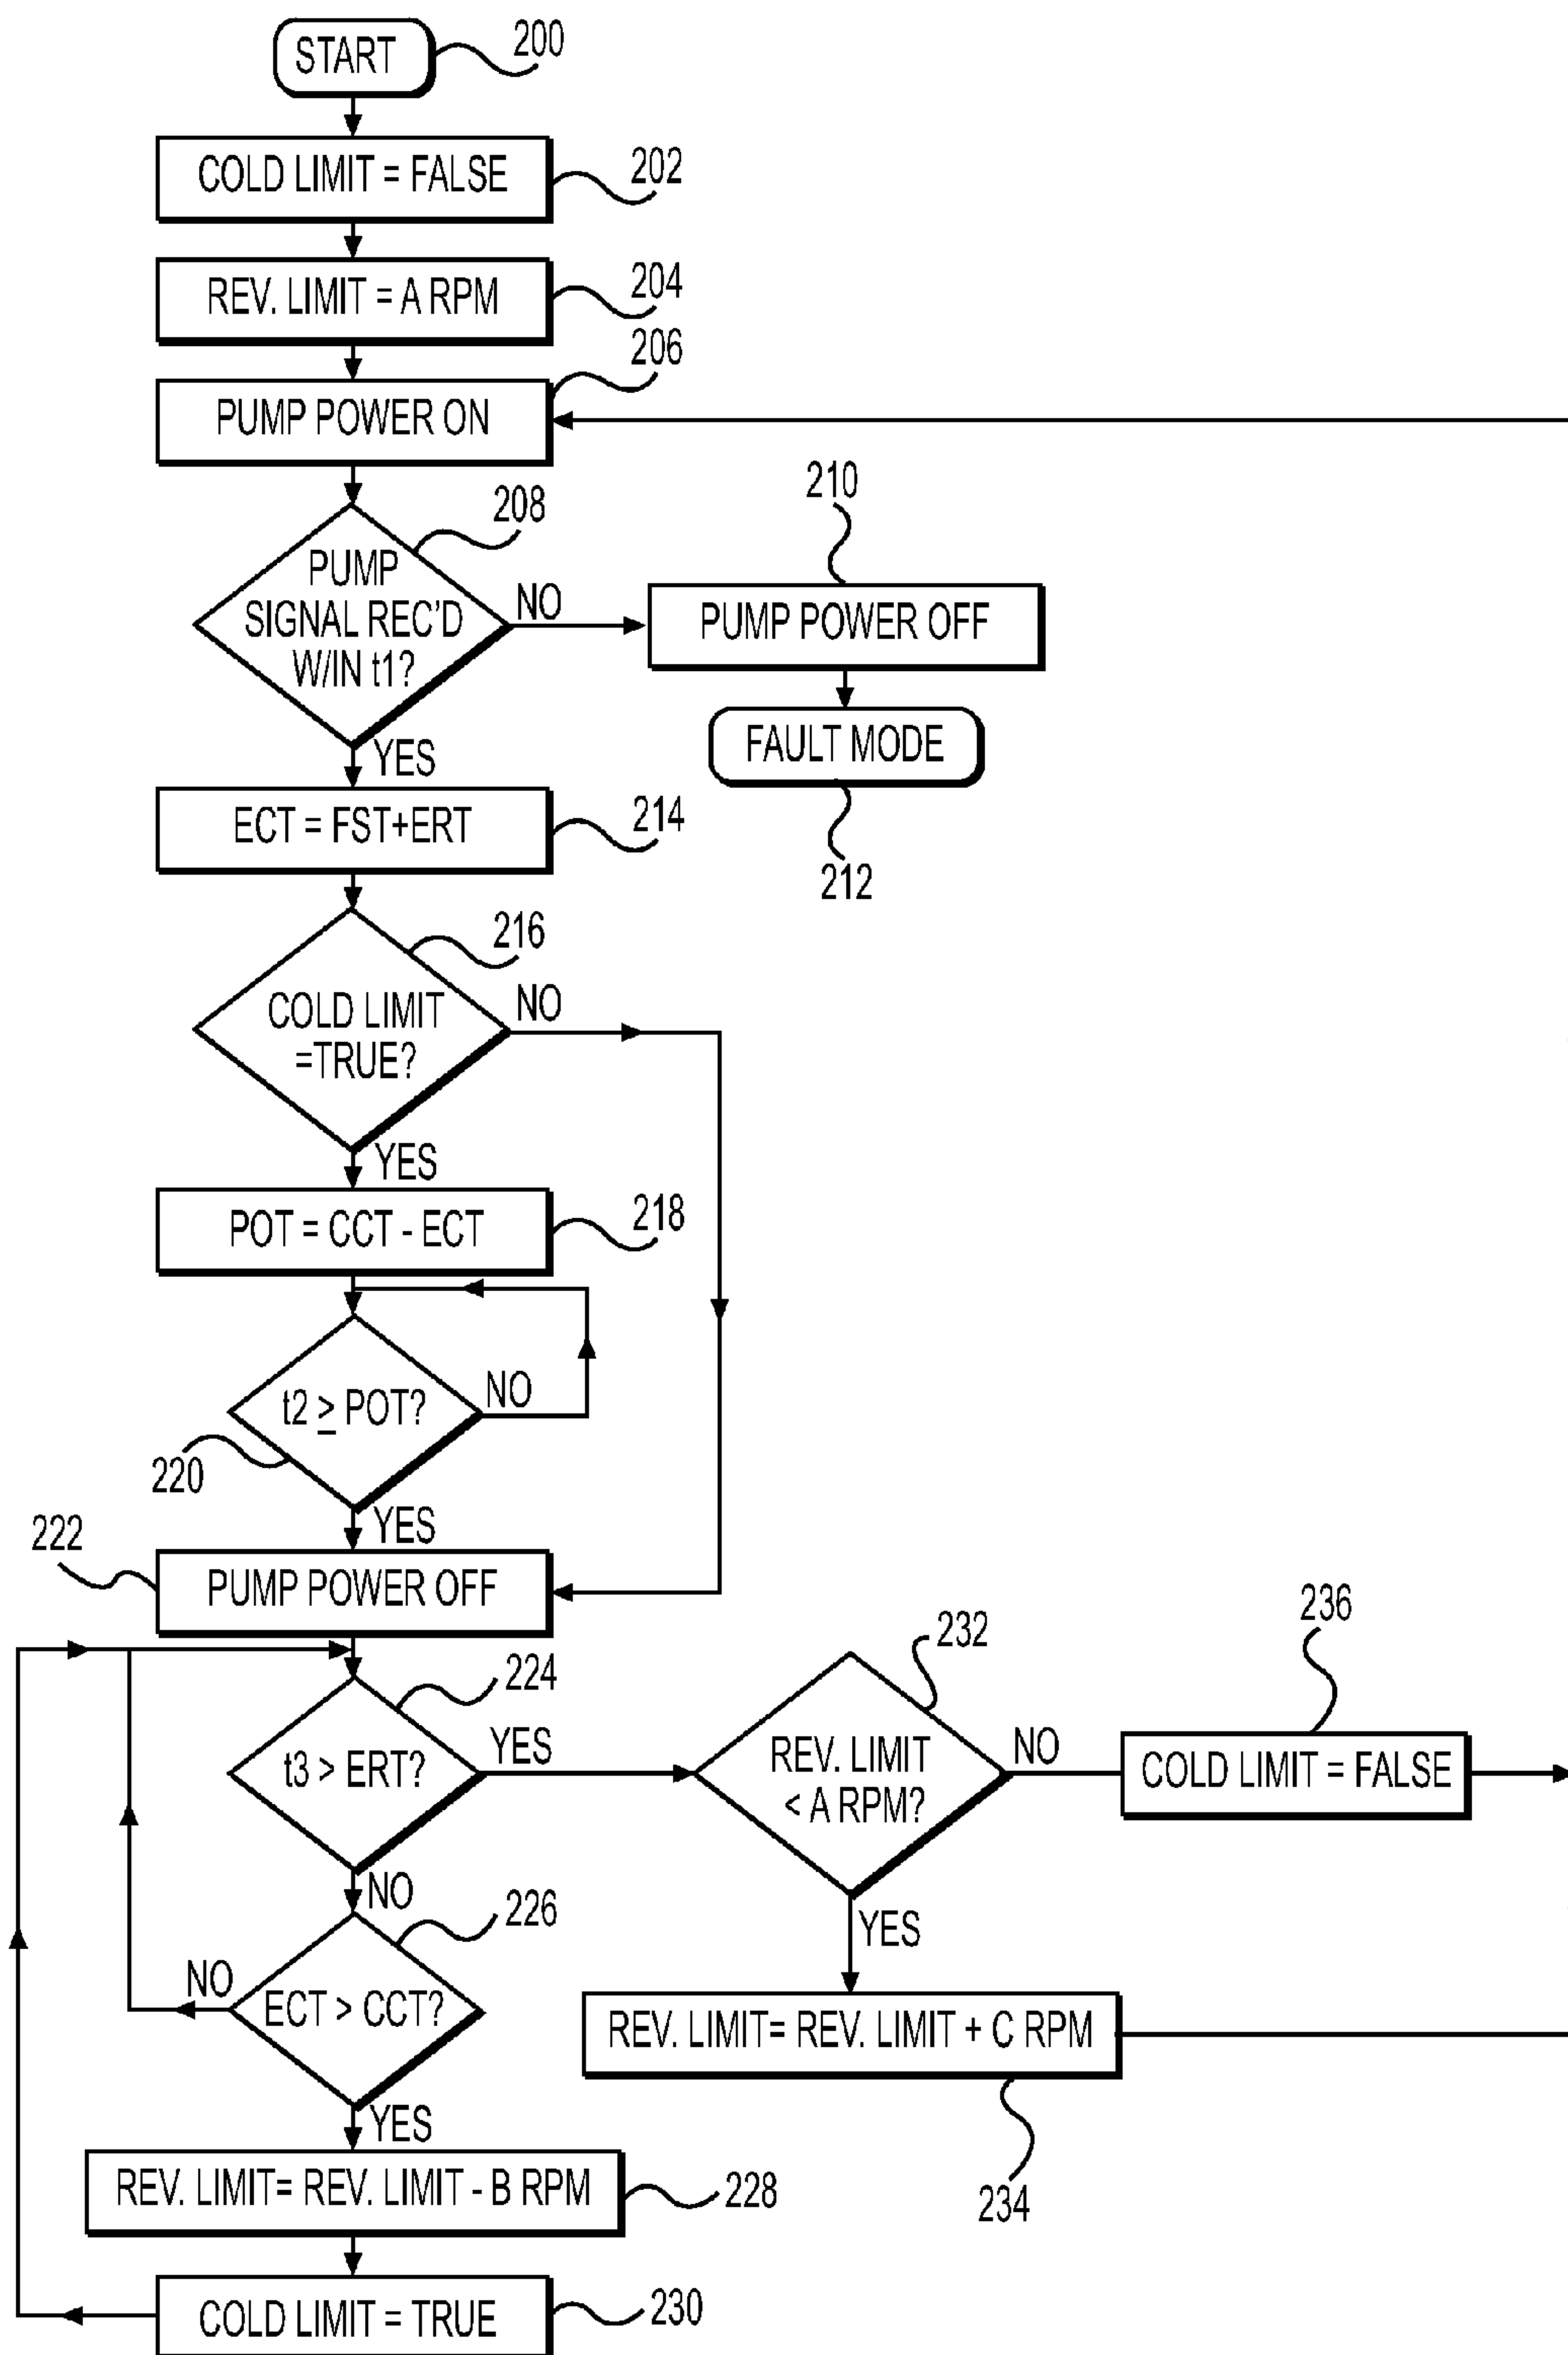 START
200
COLD LIMIT = FALSE
202
REV. LIMIT = A RPM
204
PUMP POWER ON
206
PUMP
SIGNAL REC'D
W/IN t1?
208
NO
210
PUMP POWER OFF
FAULT MODE
212
YES
ECT = FST+ERT
214
COLD LIMIT
=TRUE?
216
NO
YES
POT = CCT - ECT
218
t2 ≥ POT?
NO
220
YES
222
PUMP POWER OFF
t3 > ERT?
224
YES
REV. LIMIT
< A RPM?
232
NO
COLD LIMIT = FALSE
236
NO
ECT > CCT?
226
NO
YES
REV. LIMIT= REV. LIMIT + C RPM
234
YES
REV. LIMIT= REV. LIMIT - B RPM
228
COLD LIMIT = TRUE
230